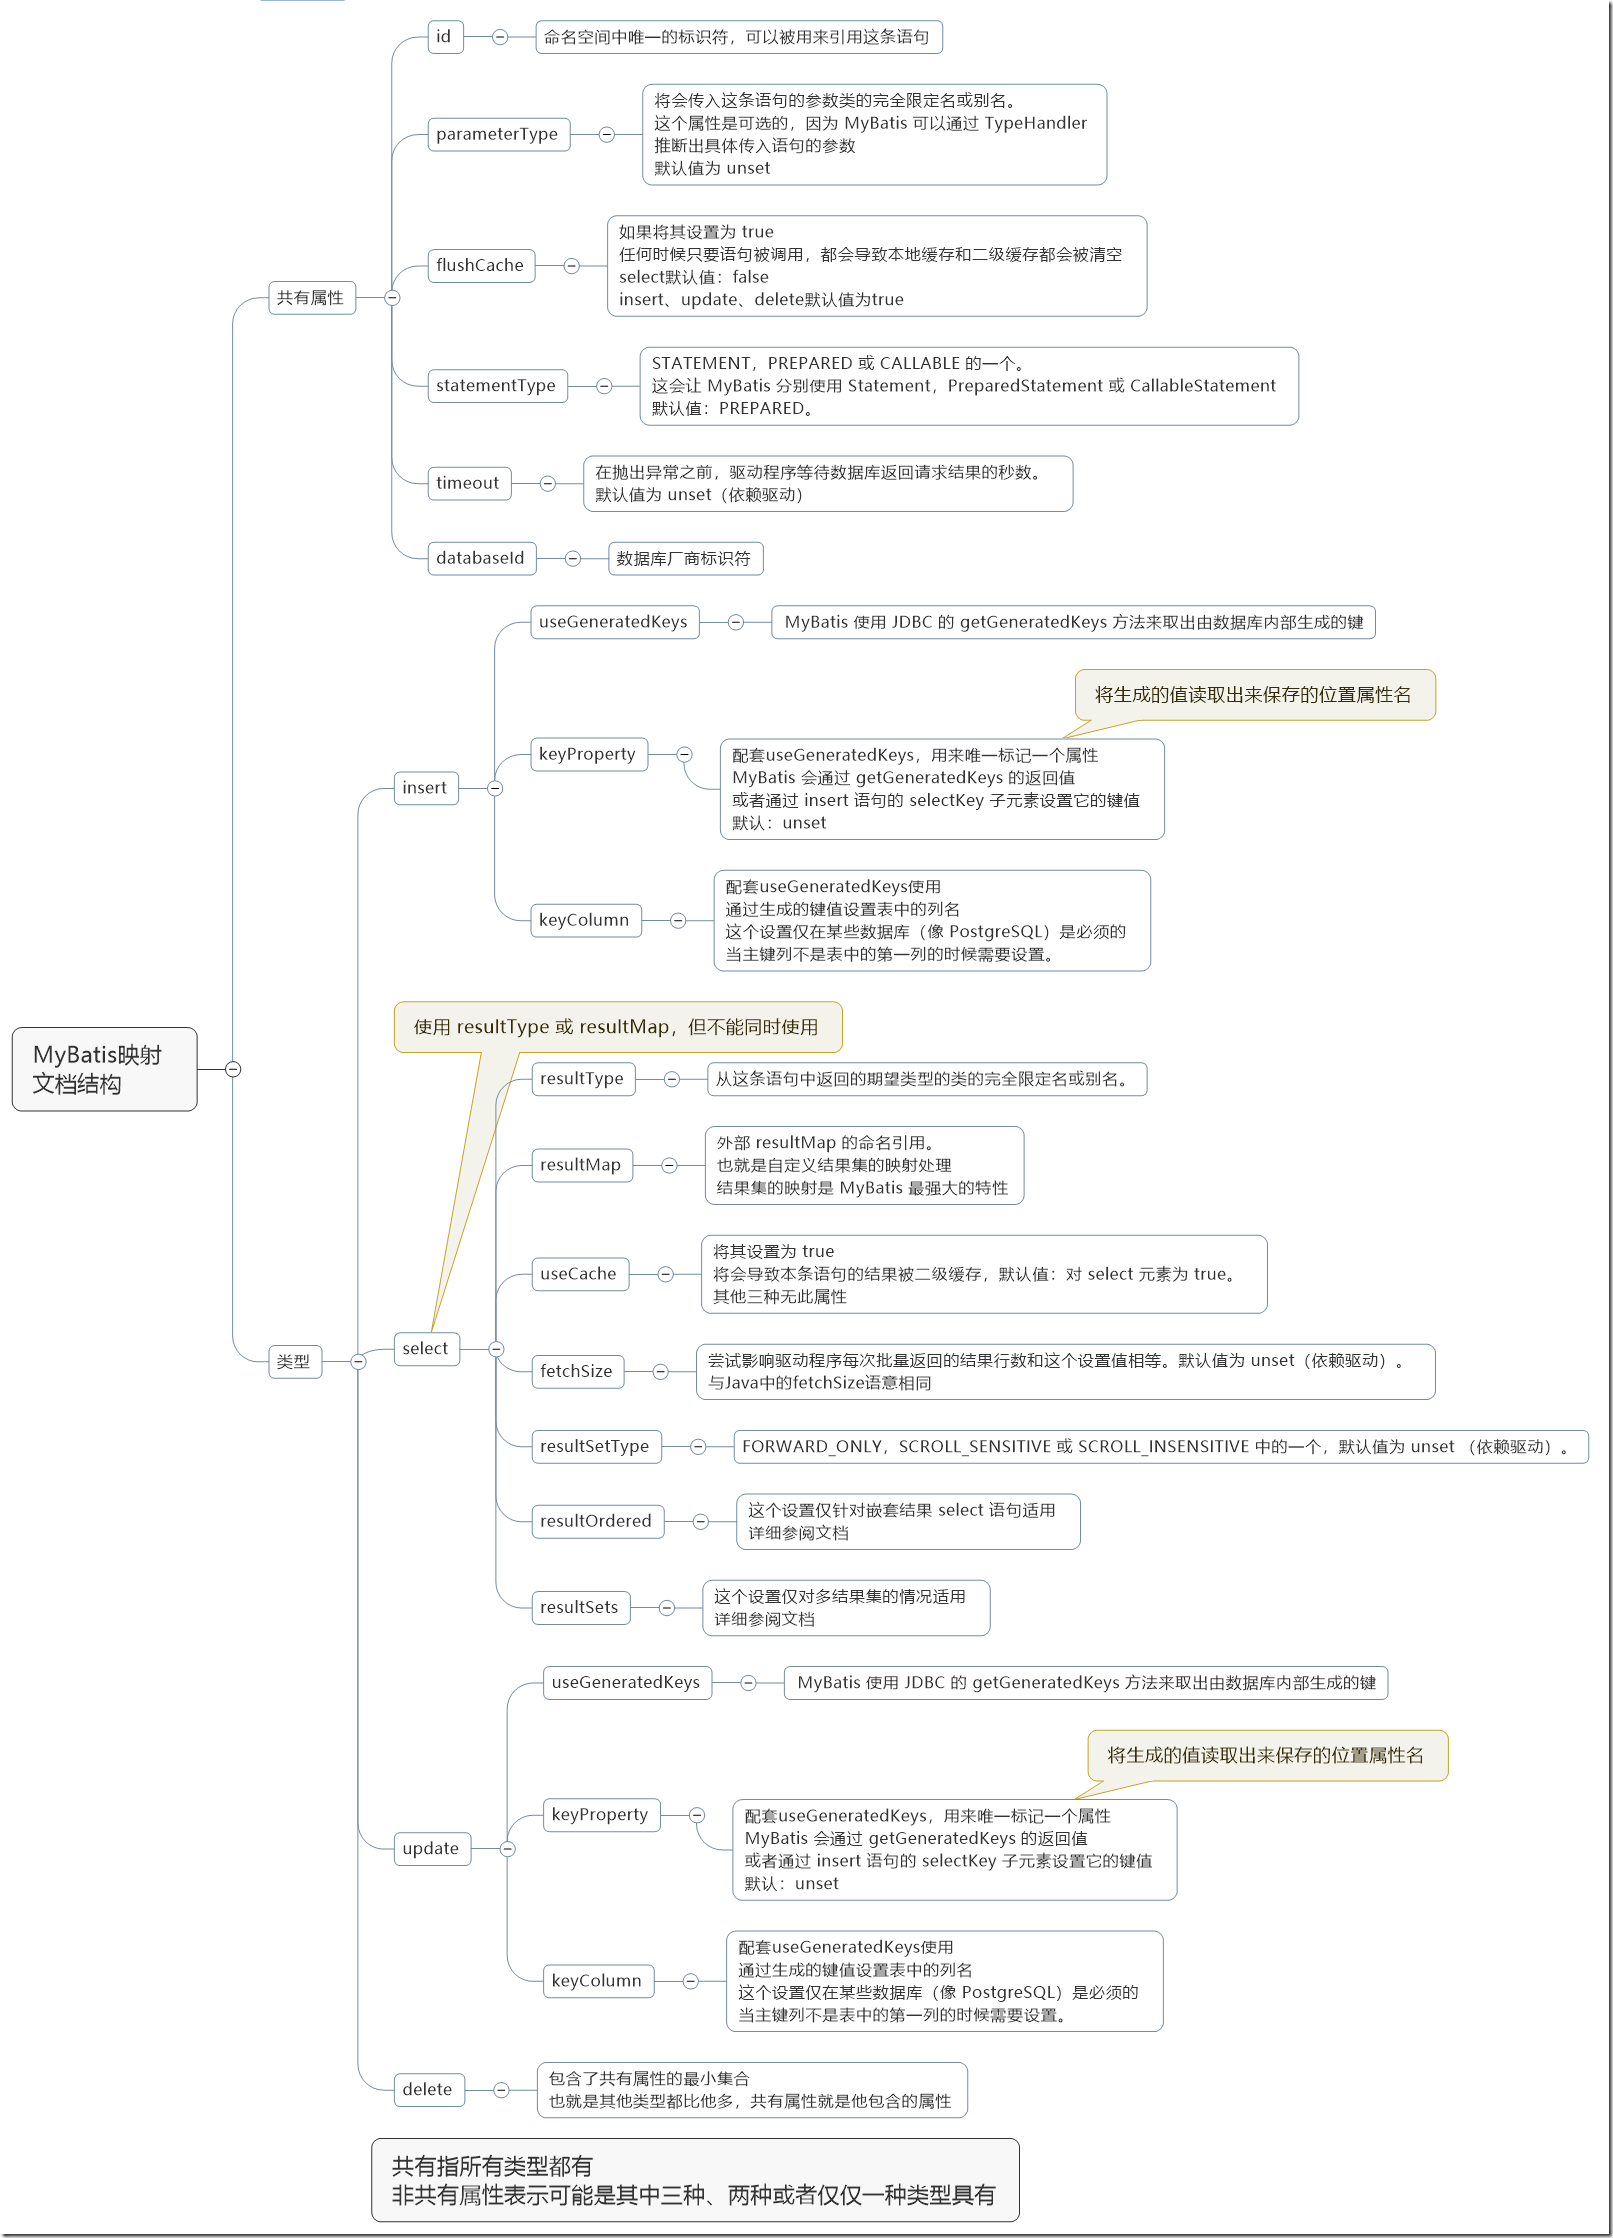 MyBatis映射
文档结构
共有属性
id
命名空间中唯一的标识符，可以被用来引用这条语句
parameterType
将会传入这条语句的参数类的完全限定名或别名。
这个属性是可选的，因为 MyBatis 可以通过 TypeHandler
推断出具体传入语句的参数
默认值为 unset
flushCache
如果将其设置为 true
任何时候只要语句被调用，都会导致本地缓存和二级缓存都会被清空
select默认值：false
insert、update、delete默认值为true
statementType
STATEMENT，PREPARED 或 CALLABLE 的一个。
这会让 MyBatis 分别使用 Statement，PreparedStatement 或 CallableStatement
默认值：PREPARED。
timeout
在抛出异常之前，驱动程序等待数据库返回请求结果的秒数。
默认值为 unset（依赖驱动）
databaseId
数据库厂商标识符
类型
insert
useGeneratedKeys
MyBatis 使用 JDBC 的 getGeneratedKeys 方法来取出由数据库内部生成的键
将生成的值读取出来保存的位置属性名
keyProperty
配套useGeneratedKeys，用来唯一标记一个属性
MyBatis 会通过 getGeneratedKeys 的返回值
或者通过 insert 语句的 selectKey 子元素设置它的键值
默认：unset
keyColumn
配套useGeneratedKeys使用
通过生成的键值设置表中的列名
这个设置仅在某些数据库（像 PostgreSQL）是必须的
当主键列不是表中的第一列的时候需要设置。
使用 resultType 或 resultMap，但不能同时使用
select
resultType
从这条语句中返回的期望类型的类的完全限定名或别名。
resultMap
外部 resultMap 的命名引用。
也就是自定义结果集的映射处理
结果集的映射是 MyBatis 最强大的特性
useCache
将其设置为 true
将会导致本条语句的结果被二级缓存，默认值：对 select 元素为 true。
其他三种无此属性
fetchSize
尝试影响驱动程序每次批量返回的结果行数和这个设置值相等。默认值为 unset（依赖驱动）。
与Java中的fetchSize语意相同
resultSetType
FORWARD_ONLY，SCROLL_SENSITIVE 或 SCROLL_INSENSITIVE 中的一个，默认值为 unset （依赖驱动）。
resultOrdered
这个设置仅针对嵌套结果 select 语句适用
详细参阅文档
resultSets
这个设置仅对多结果集的情况适用
详细参阅文档
update
useGeneratedKeys
MyBatis 使用 JDBC 的 getGeneratedKeys 方法来取出由数据库内部生成的键
将生成的值读取出来保存的位置属性名
keyProperty
配套useGeneratedKeys，用来唯一标记一个属性
MyBatis 会通过 getGeneratedKeys 的返回值
或者通过 insert 语句的 selectKey 子元素设置它的键值
默认：unset
keyColumn
配套useGeneratedKeys使用
通过生成的键值设置表中的列名
这个设置仅在某些数据库（像 PostgreSQL）是必须的
当主键列不是表中的第一列的时候需要设置。
delete
包含了共有属性的最小集合
也就是其他类型都比他多，共有属性就是他包含的属性
共有指所有类型都有
非共有属性表示可能是其中三种、两种或者仅仅一种类型具有